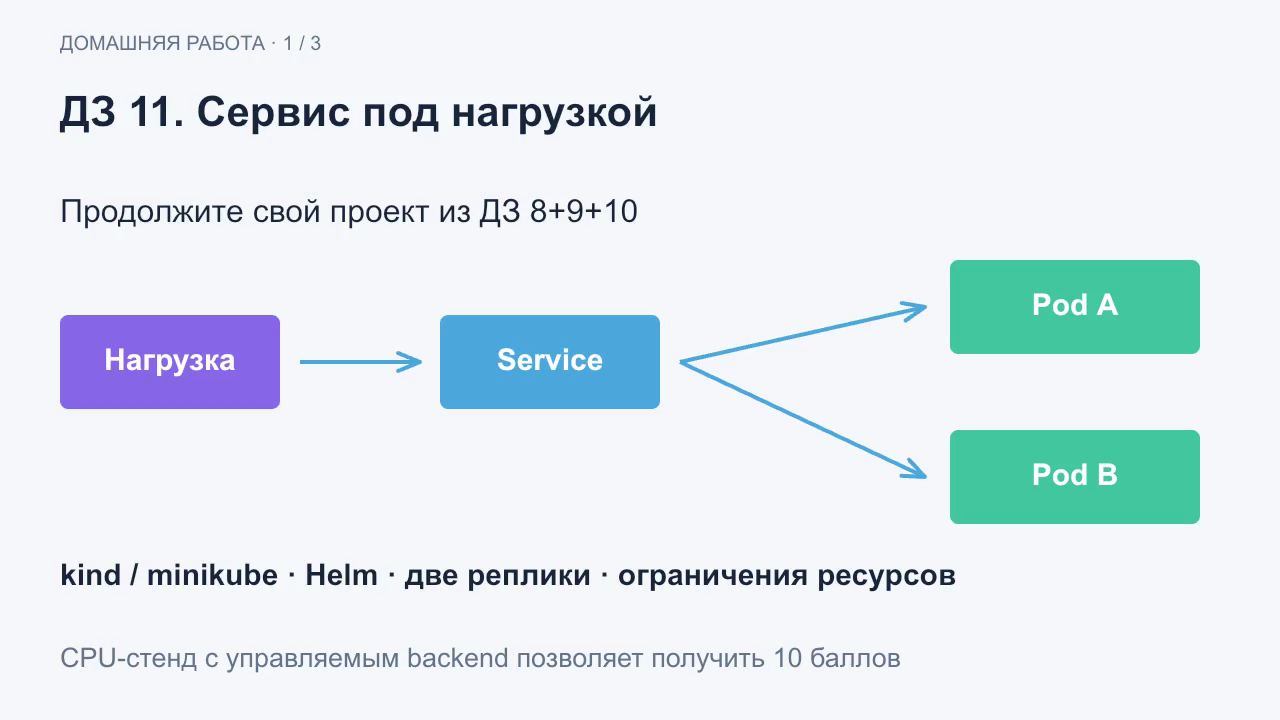 ДОМАШНЯЯ РАБОТА · 1 / 3
ДЗ 11. Сервис под нагрузкой
Продолжите свой проект из ДЗ 8+9+10
Нагрузка
Service
Pod A
Pod B
kind / minikube · Helm · две реплики · ограничения ресурсов
CPU-стенд с управляемым backend позволяет получить 10 баллов